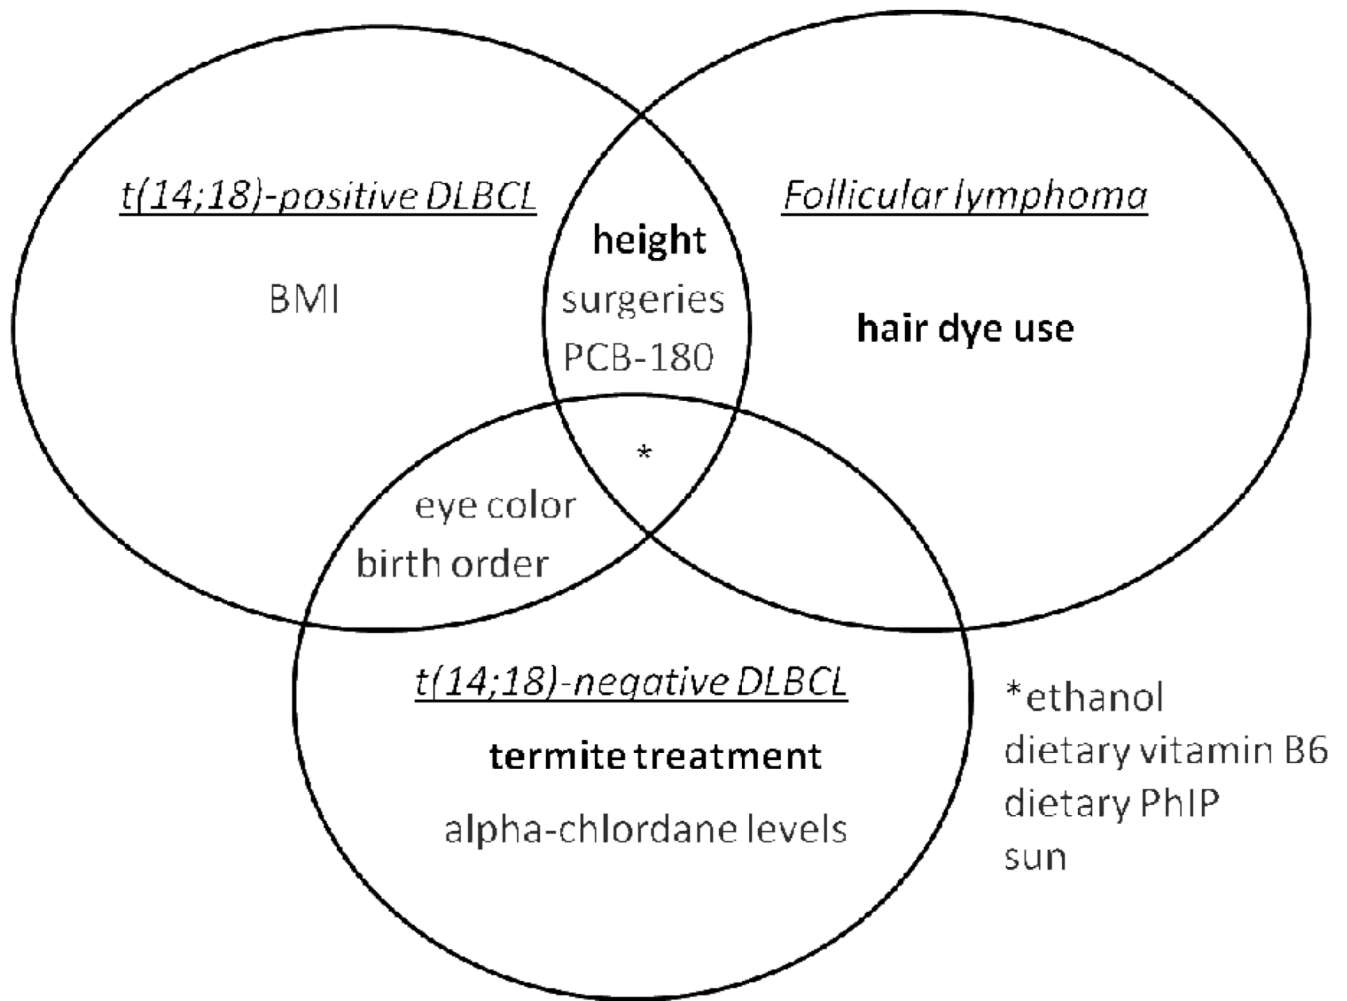 t(14;18)-positive DLBCL
BMI
Follicular lymphoma
hair dye use
height
surgeries
PCB-180
*
eye color
birth order
t(14;18)-negative DLBCL
termite treatment
alpha-chlordane levels
*ethanol
dietary vitamin B6
dietary PhIP
sun